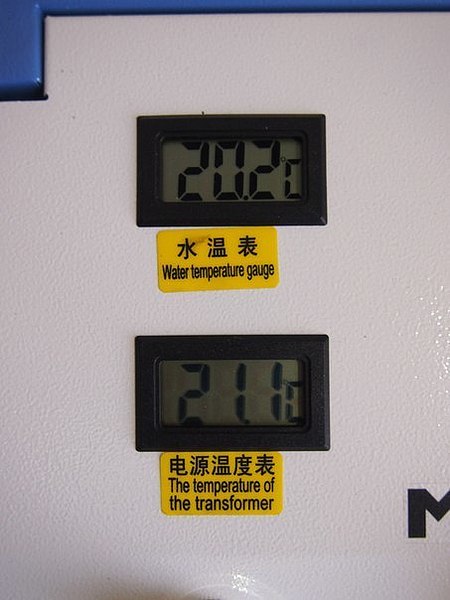 20.2℃
水温表
Water temperature gauge
21.1℃
电源温度表
The temperature of
the transformer
M